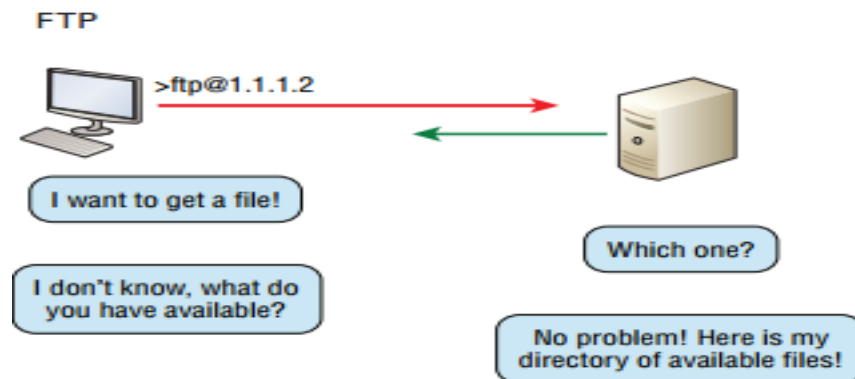 FTP
>ftp@1.1.1.2
I want to get a file!
Which one?
I don't know, what do
you have available?
No problem! Here is my
directory of available files!